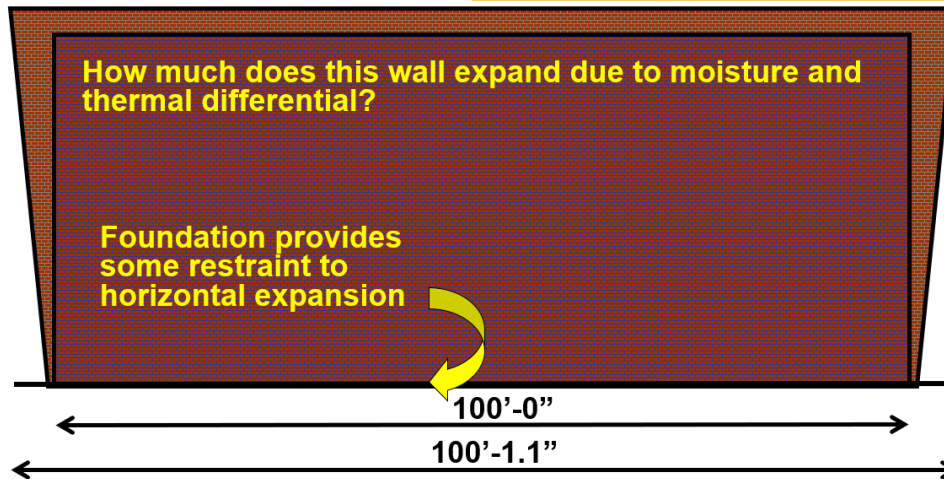 How much does this wall expand due to moisture and
thermal differential?
Foundation provides
some restraint to
horizontal expansion
100’-0”
100’-1.1”